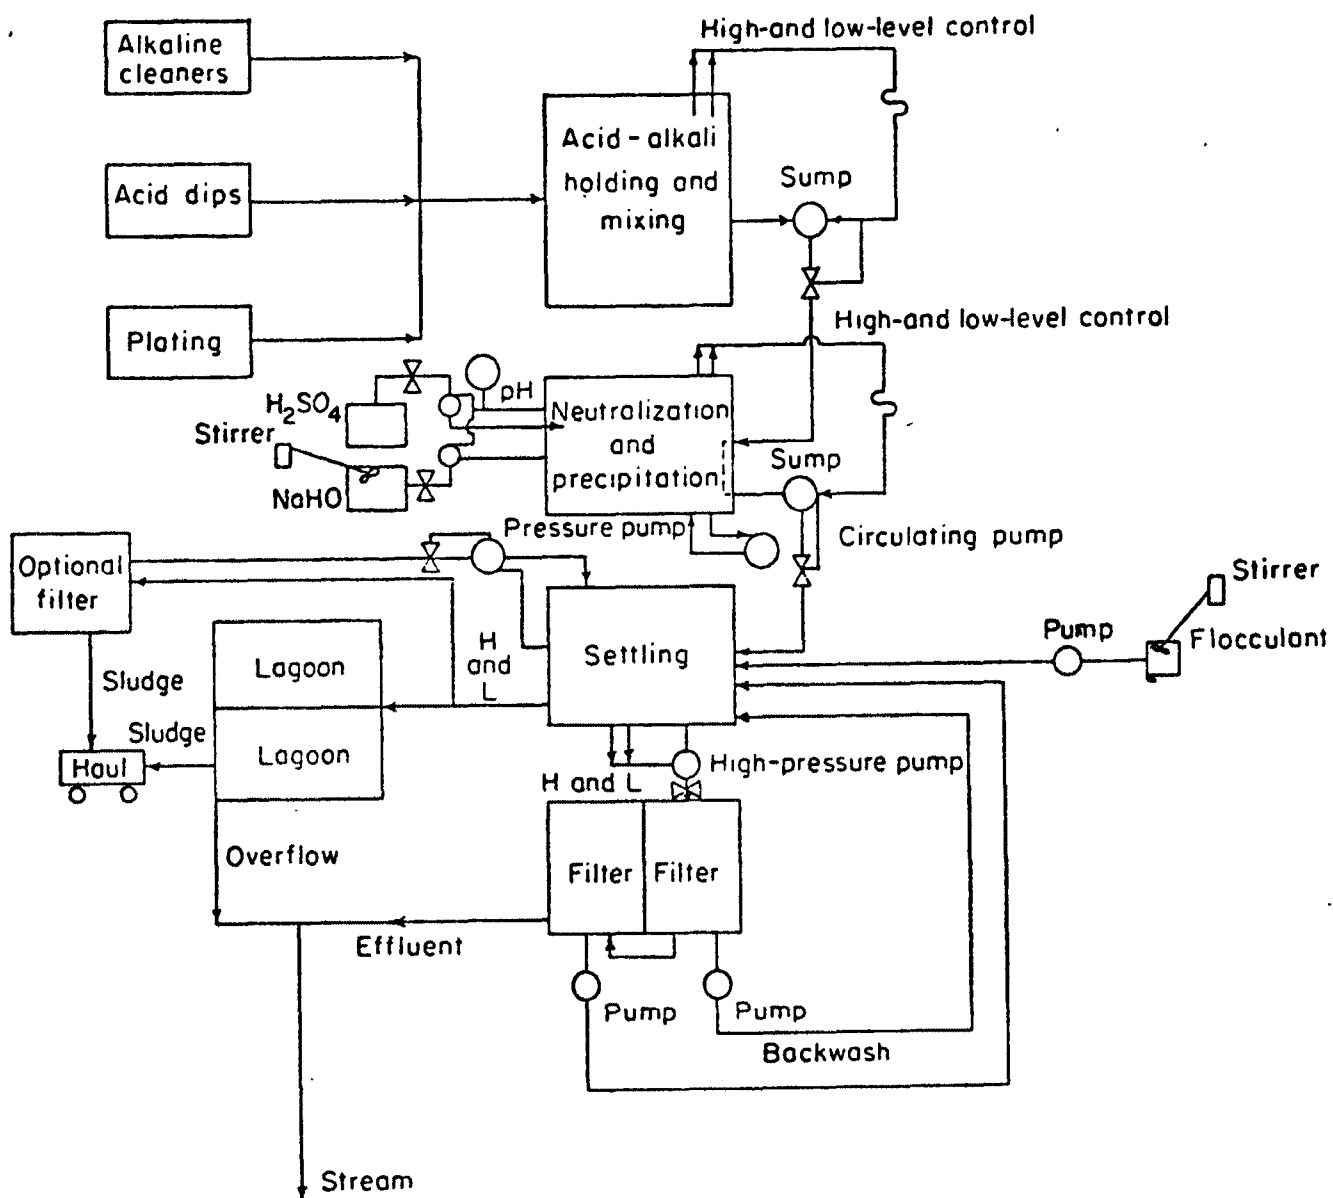 High-and low-level control
Alkaline
cleaners
Acid dips
Plating
Acid-alkali
holding and
mixing
Sump
High-and low-level control
H2SO4
pH
Stirrer
NaHO
Neutralization
and
precipitation
Sump
Pressure pump
Circulating pump
Optional
filter
Sludge
Sludge
Haul
Lagoon
Lagoon
H
and
L
Settling
Pump
Stirrer
Flocculant
H and L
High-pressure pump
Filter
Filter
Overflow
Effluent
Pump
Pump
Backwash
Stream